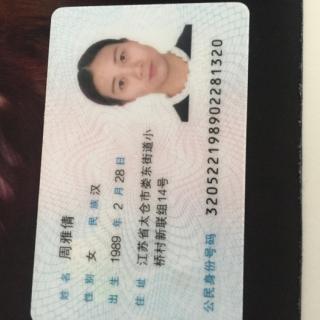 姓名 周雅倩
性别 女 民族 汉
出生 1989 年 2 月 28 日
住址 江苏省太仓市娄东街道小
桥村新联组14号
公民身份号码 320522198902281320